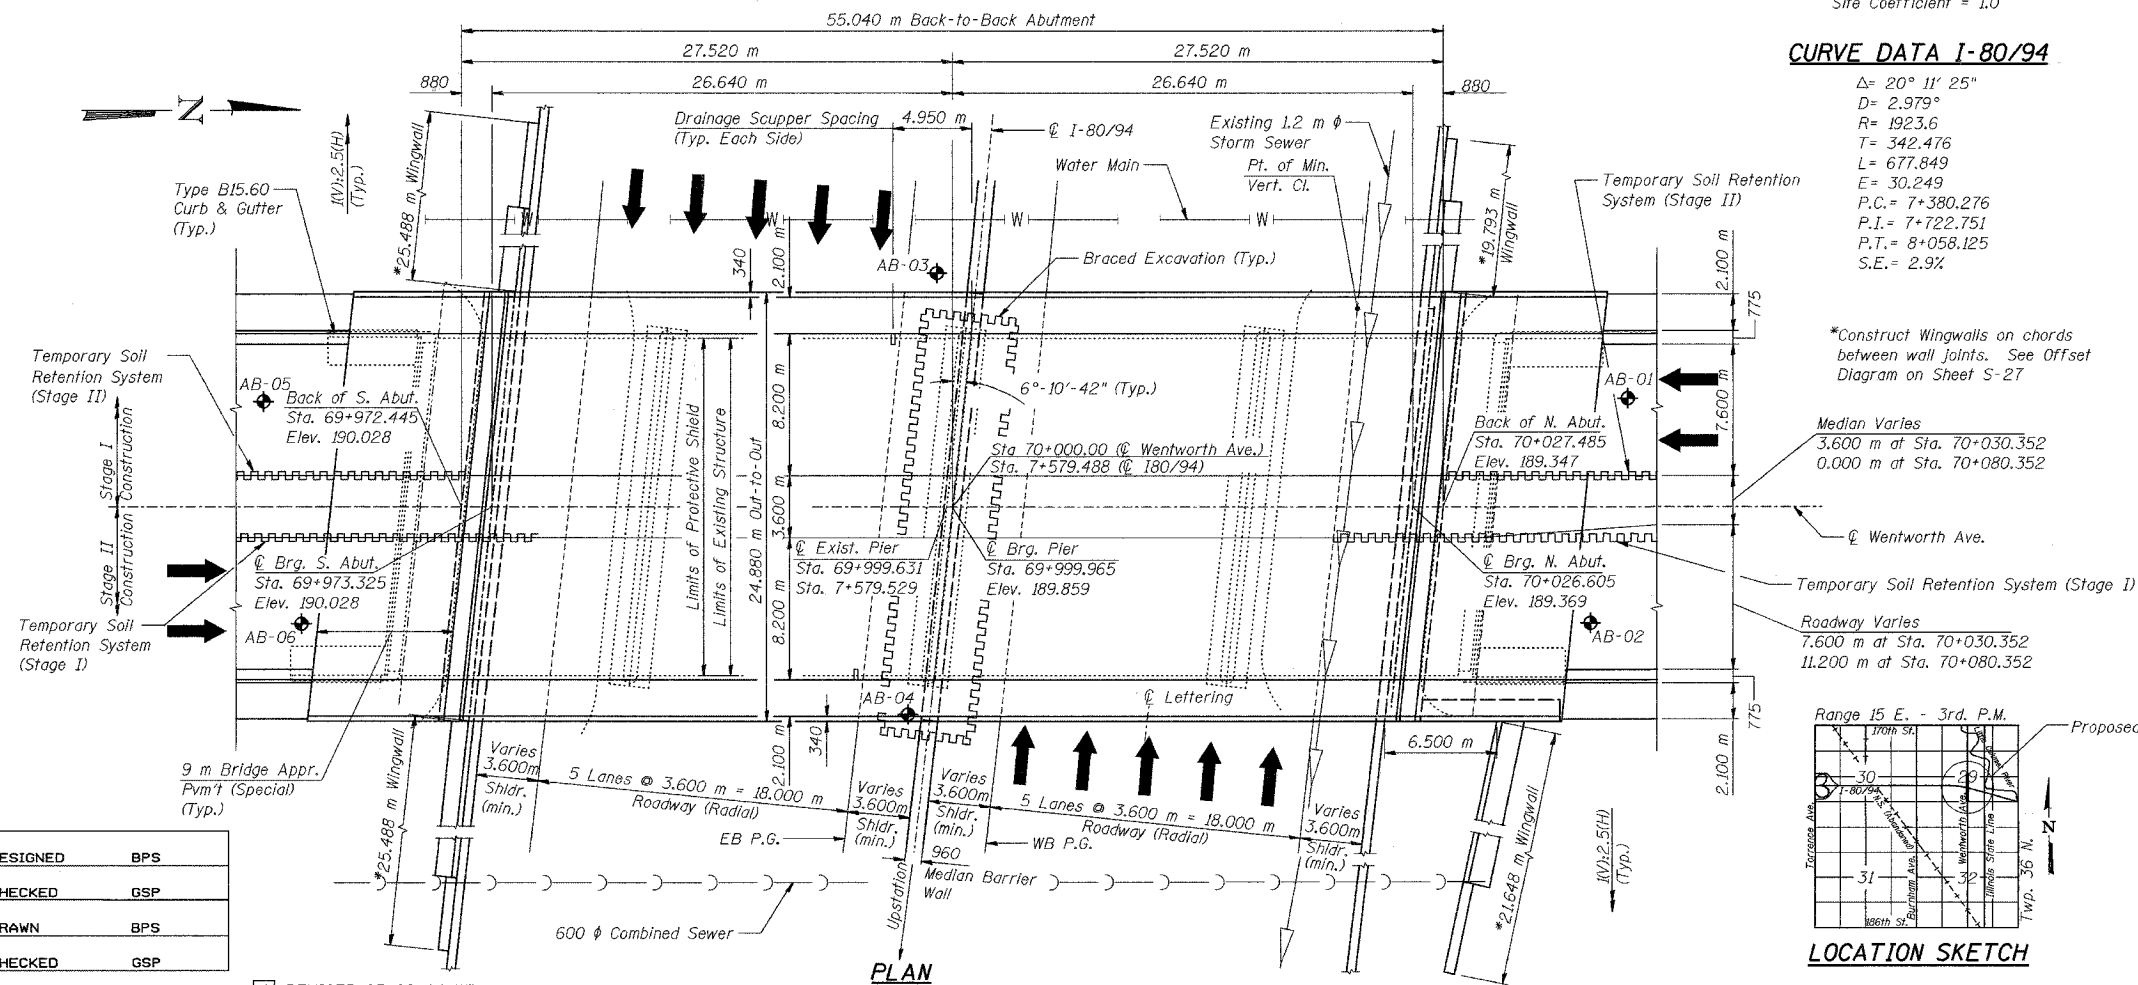 Site Coefficient = 1.0
CURVE DATA I-80/94
Δ= 20° 11' 25"
D= 2.979°
R= 1923.6
T= 342.476
L= 677.849
E= 30.249
P.C.= 7+380.276
P.I.= 7+722.751
P.T.= 8+058.125
S.E.= 2.9%
*Construct Wingwalls on chords
between wall joints. See Offset
Diagram on Sheet S-27
55.040 m Back-to-Back Abutment
27.520 m
27.520 m
880
26.640 m
26.640 m
880
Z
1(V):2.5(H)
(Typ.)
*25.488 m Wingwall
Drainage Scupper Spacing
(Typ. Each Side)
4.950 m
℄ I-80/94
Water Main
Existing 1.2 m ϕ
Storm Sewer
Pt. of Min.
Vert. Cl.
*19.793 m
Wingwall
Temporary Soil Retention
System (Stage II)
Type B15.60
Curb & Gutter
(Typ.)
W
W
W
W
W
340
2.100 m
AB-03
Braced Excavation (Typ.)
2.100 m
775
7.600 m
Temporary Soil
Retention System
(Stage II)
AB-05
Back of S. Abut.
Sta. 69+972.445
Elev. 190.028
Stage I
Construction
Stage II
Construction
8.200 m
6°-10'-42" (Typ.)
AB-01
Back of N. Abut.
Sta. 70+027.485
Elev. 189.347
Median Varies
3.600 m at Sta. 70+030.352
0.000 m at Sta. 70+080.352
Limits of Protective Shield
Limits of Existing Structure
24.880 m Out-to-Out
Sta 70+000.00 (℄ Wentworth Ave.)
Sta. 7+579.488 (℄ I80/94)
3.600 m
℄ Wentworth Ave.
℄ Brg. S. Abut.
Sta. 69+973.325
Elev. 190.028
℄ Exist. Pier
Sta. 69+999.631
Sta. 7+579.529
℄ Brg. Pier
Sta. 69+999.965
Elev. 189.859
℄ Brg. N. Abut.
Sta. 70+026.605
Elev. 189.369
Temporary Soil Retention System (Stage I)
Temporary Soil
Retention System
(Stage I)
AB-06
8.200 m
AB-02
Roadway Varies
7.600 m at Sta. 70+030.352
11.200 m at Sta. 70+080.352
AB-04
℄ Lettering
775
340
2.100 m
2.100 m
6.500 m
9 m Bridge Appr.
Pvm't (Special)
(Typ.)
*25.488 m Wingwall
Varies
3.600m
Shldr.
(min.)
5 Lanes @ 3.600 m = 18.000 m
Roadway (Radial)
Varies
3.600m
Shldr.
(min.)
Varies
3.600m
Shldr.
(min.)
5 Lanes @ 3.600 m = 18.000 m
Roadway (Radial)
Varies
3.600m
Shldr.
(min.)
EB P.G.
WB P.G.
960
Median Barrier
Wall
Upstation
600 ϕ Combined Sewer
*21.648 m Wingwall
1(V):2.5(H)
(Typ.)
PLAN
ESIGNED BPS
HECKED GSP
RAWN BPS
HECKED GSP
Range 15 E. - 3rd. P.M.
Proposed
170th St.
30
29
I-80/94
N.S. (Abandoned)
Torrence Ave.
Burnham Ave.
Wentworth Ave.
Illinois State Line
31
32
186th St.
Twp. 36 N.
Z
LOCATION SKETCH